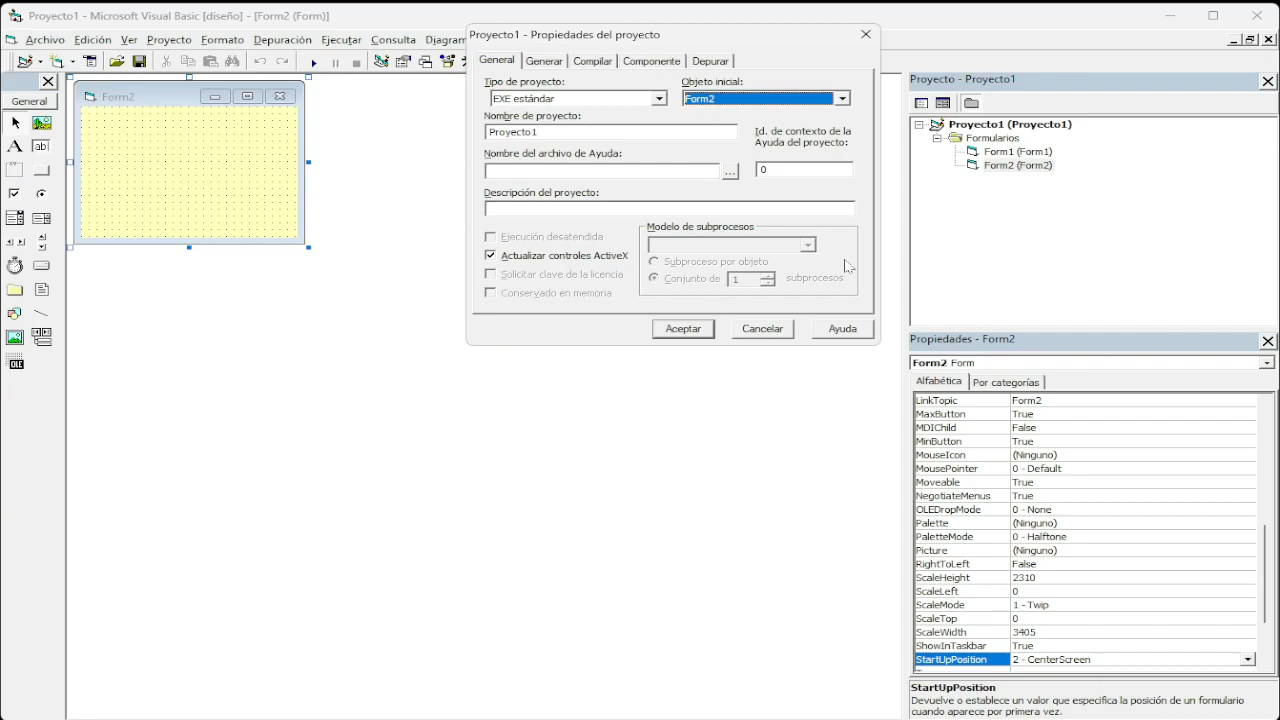 Proyecto1 - Microsoft Visual Basic [diseño] - [Form2 (Form)]
Archivo Edición Ver Proyecto Formato Depuración Ejecutar Consulta Diagram
General
Form2
Proyecto1 - Propiedades del proyecto
General Generar Compilar Componente Depurar
Tipo de proyecto: Objeto inicial:
EXE estándar Form2
Nombre de proyecto:
Proyecto1
Id. de contexto de la
Ayuda del proyecto:
Nombre del archivo de Ayuda:
... 0
Descripción del proyecto:
Modelo de subprocesos
Ejecución desatendida
Actualizar controles ActiveX
Subproceso por objeto
Solicitar clave de la licencia
Conjunto de 1 subprocesos
Conservado en memoria
Aceptar Cancelar Ayuda
Proyecto - Proyecto1
Proyecto1 (Proyecto1)
Formularios
Form1 (Form1)
Form2 (Form2)
Propiedades - Form2
Form2 Form
Alfabética Por categorías
LinkTopic Form2
MaxButton True
MDIChild False
MinButton True
MouseIcon (Ninguno)
MousePointer 0 - Default
Moveable True
NegotiateMenus True
OLEDropMode 0 - None
Palette (Ninguno)
PaletteMode 0 - Halftone
Picture (Ninguno)
RightToLeft False
ScaleHeight 2310
ScaleLeft 0
ScaleMode 1 - Twip
ScaleTop 0
ScaleWidth 3405
ShowInTaskbar True
StartUpPosition 2 - CenterScreen
StartUpPosition
Devuelve o establece un valor que especifica la posición de un formulario
cuando aparece por primera vez.
A
ab
OLE